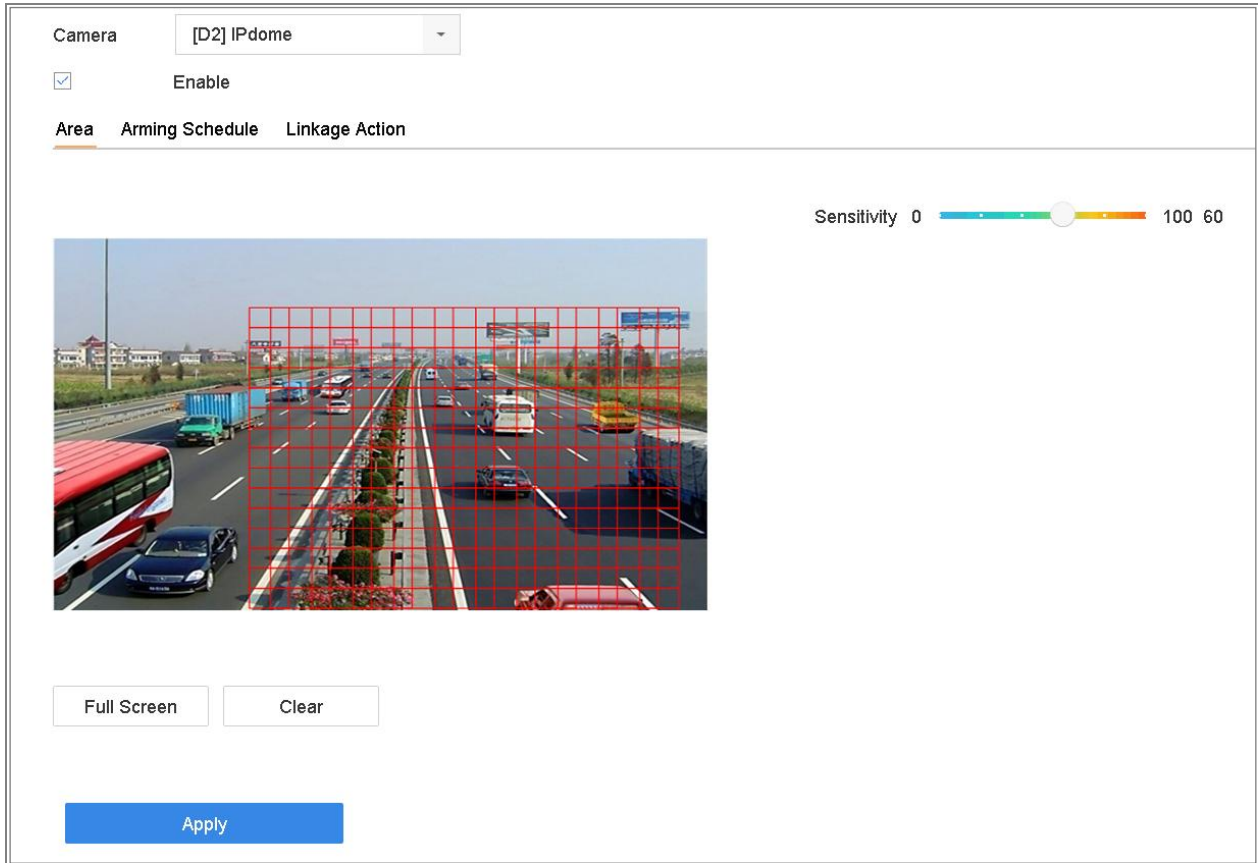 Camera [D2] IPdome
Enable
Area Arming Schedule Linkage Action
Sensitivity 0 100 60
Full Screen Clear
Apply